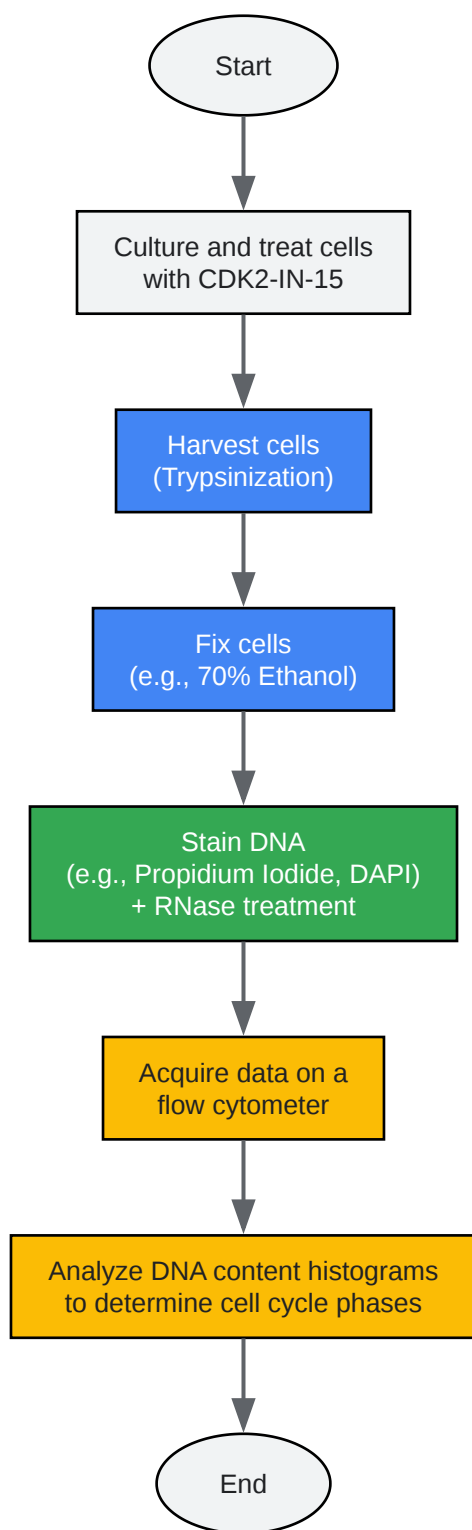 Start
Culture and treat cells
with CDK2-IN-15
Harvest cells
(Trypsinization)
Fix cells
(e.g., 70% Ethanol)
Stain DNA
(e.g., Propidium Iodide, DAPI)
+ RNase treatment
Acquire data on a
flow cytometer
Analyze DNA content histograms
to determine cell cycle phases
End